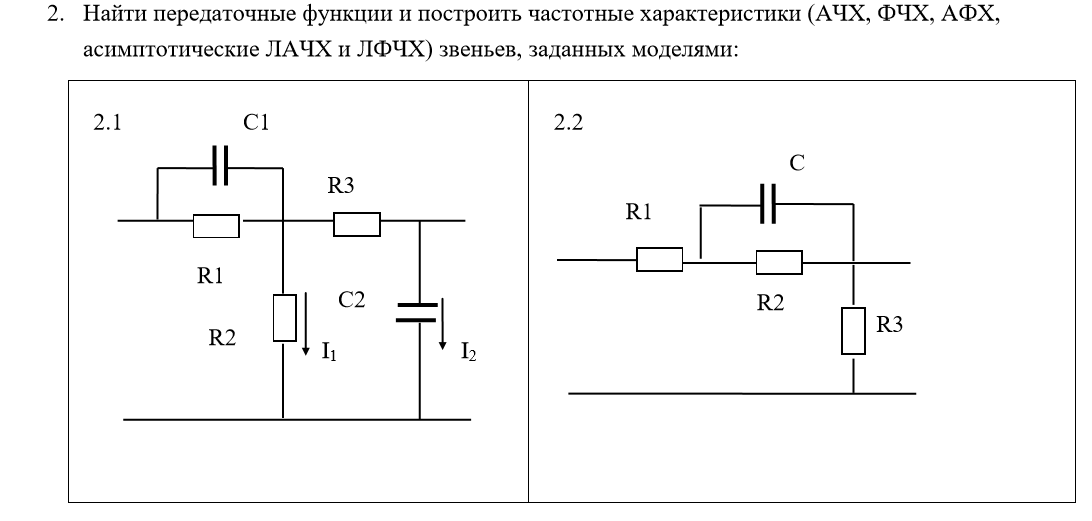 2. Найти передаточные функции и построить частотные характеристики (АЧХ, ФЧХ, АФХ,
асимптотические ЛАЧХ и ЛФЧХ) звеньев, заданных моделями:
2.1
C1
R3
R1
C2
R2
I₁
I₂
2.2
C
R1
R2
R3